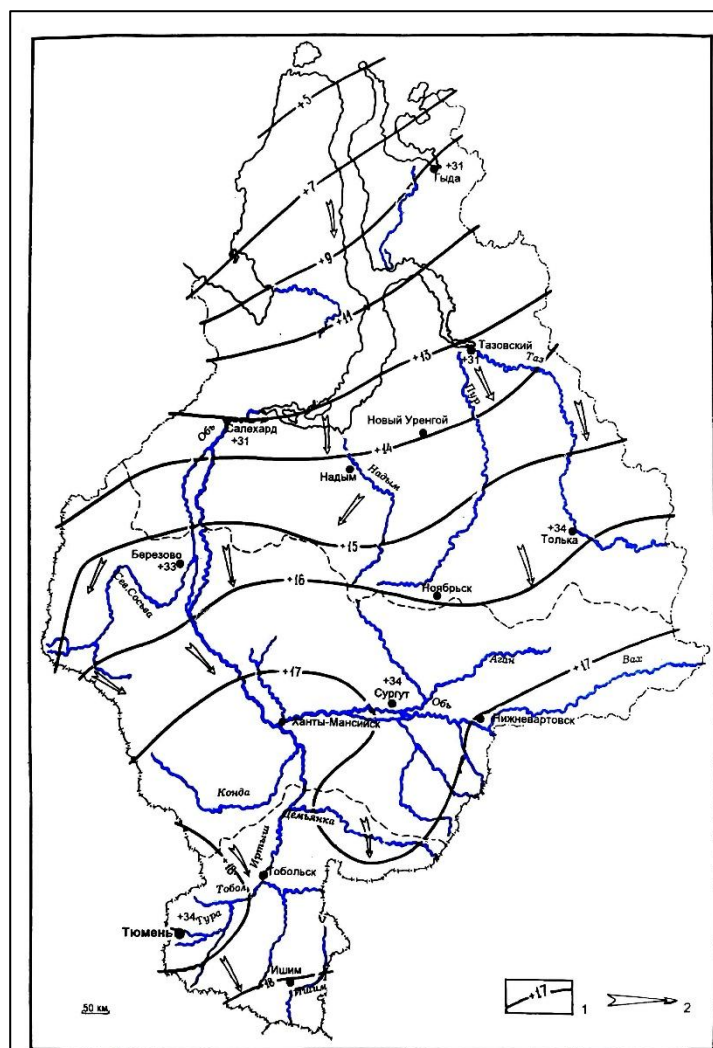 +5
+7
+31
Гыда
+9
+11
+13
Тазовский
+31
Таз
Пур
Обь
Салехард
+31
Новый Уренгой
+14
Надым
Надым
+15
+34
Толька
Березово
+33
Сев.Сосьва
+16
Ноябрьск
+17
Аган
+17
Вах
+34
Сургут
Обь
Ханты-Мансийск
Нижневартовск
Конда
Демьянка
+18
Иртыш
Тобольск
Тобол
+34
Тура
Тюмень
Ишим
18
Ишим
50 км
+17
1
2